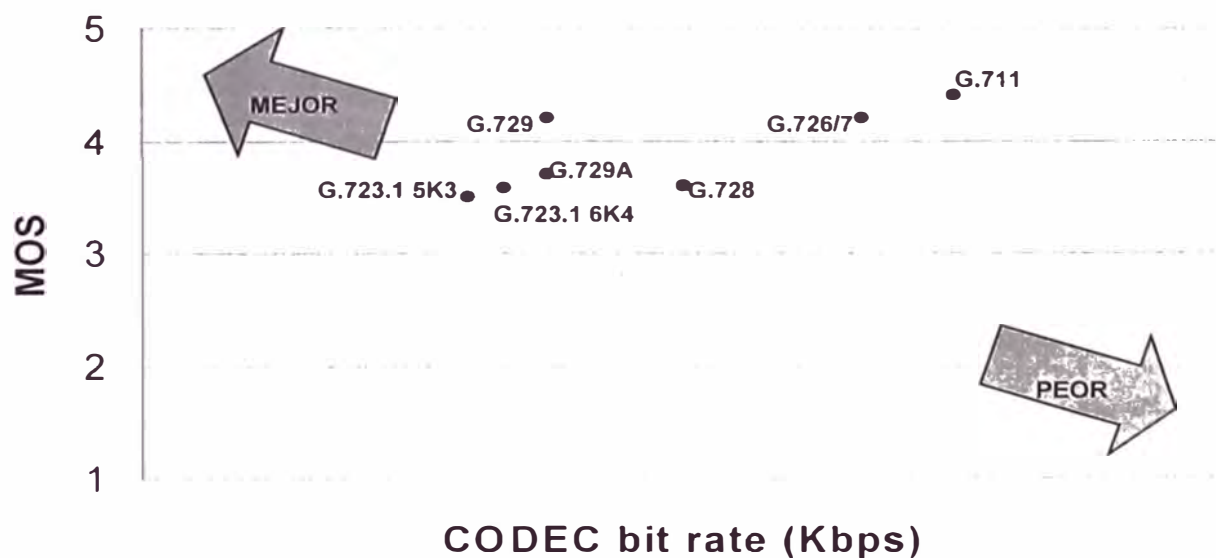 5
MEJOR
G.711
G.729
G.726/7
4
G.723.1 5K3
G.729A
G.728
G.723.1 6K4
3
MOS
2
PEOR
1
CODEC bit rate (Kbps)